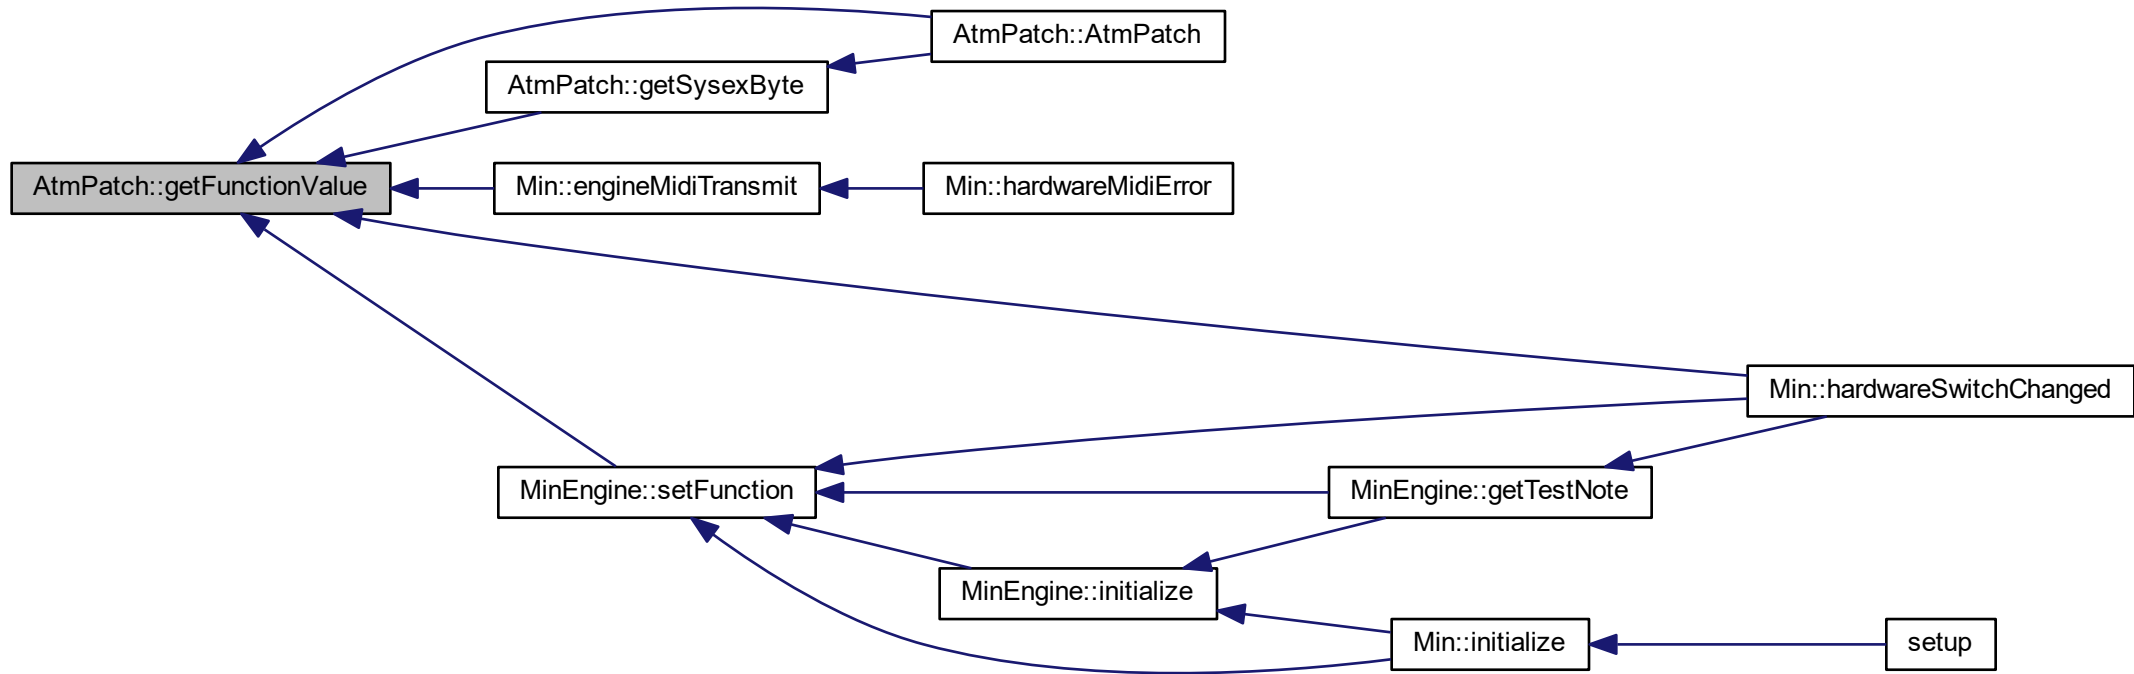 AtmPatch::AtmPatch
AtmPatch::getSysexByte
AtmPatch::getFunctionValue
Min::engineMidiTransmit
Min::hardwareMidiError
Min::hardwareSwitchChanged
MinEngine::setFunction
MinEngine::getTestNote
MinEngine::initialize
Min::initialize
setup